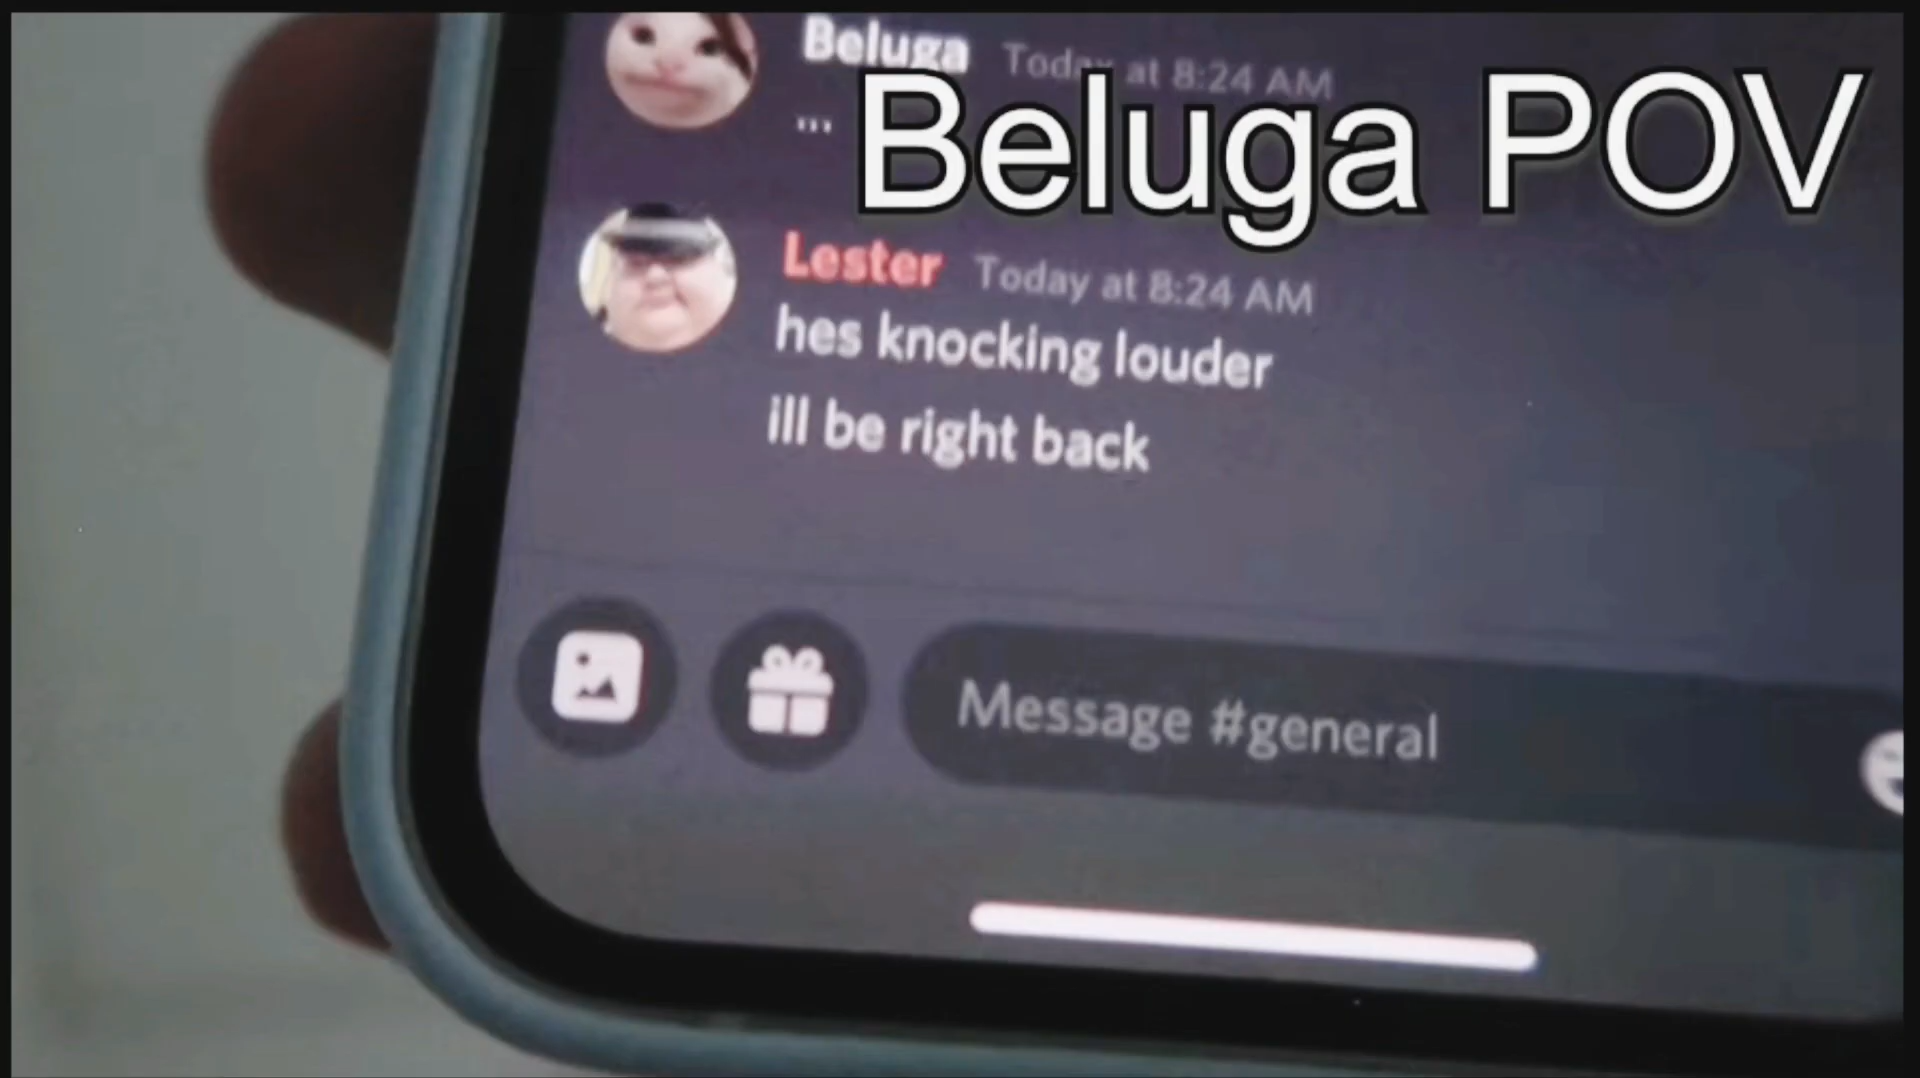 Beluga Today at 8:24 AM
...
Beluga POV
Lester Today at 8:24 AM
hes knocking louder
ill be right back
Message #general